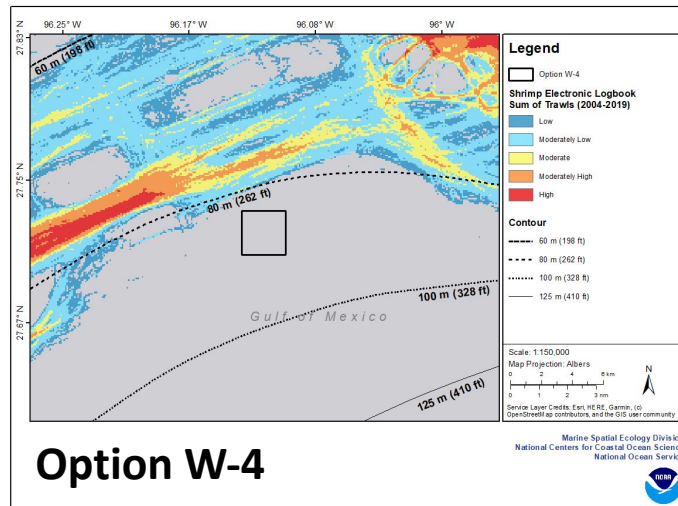 96.25° W 96.17° W 96.08° W 96° W
27.83° N
27.75° N
27.67° N
60 m (198 ft)
80 m (262 ft)
100 m (328 ft)
125 m (410 ft)
Gulf of Mexico
Legend
Option W-4
Shrimp Electronic Logbook
Sum of Trawls (2004-2019)
Low
Moderately Low
Moderate
Moderately High
High
Contour
60 m (198 ft)
80 m (262 ft)
100 m (328 ft)
125 m (410 ft)
Scale: 1:150,000
Map Projection: Albers
N
0 2 4 6 km
0 1 2 3 nm
Service Layer Credits: Esri, HERE, Garmin, (c)
OpenStreetMap contributors, and the GIS user community
Option W-4
Marine Spatial Ecology Divisio
National Centers for Coastal Ocean Scienc
National Ocean Servic
NOAA